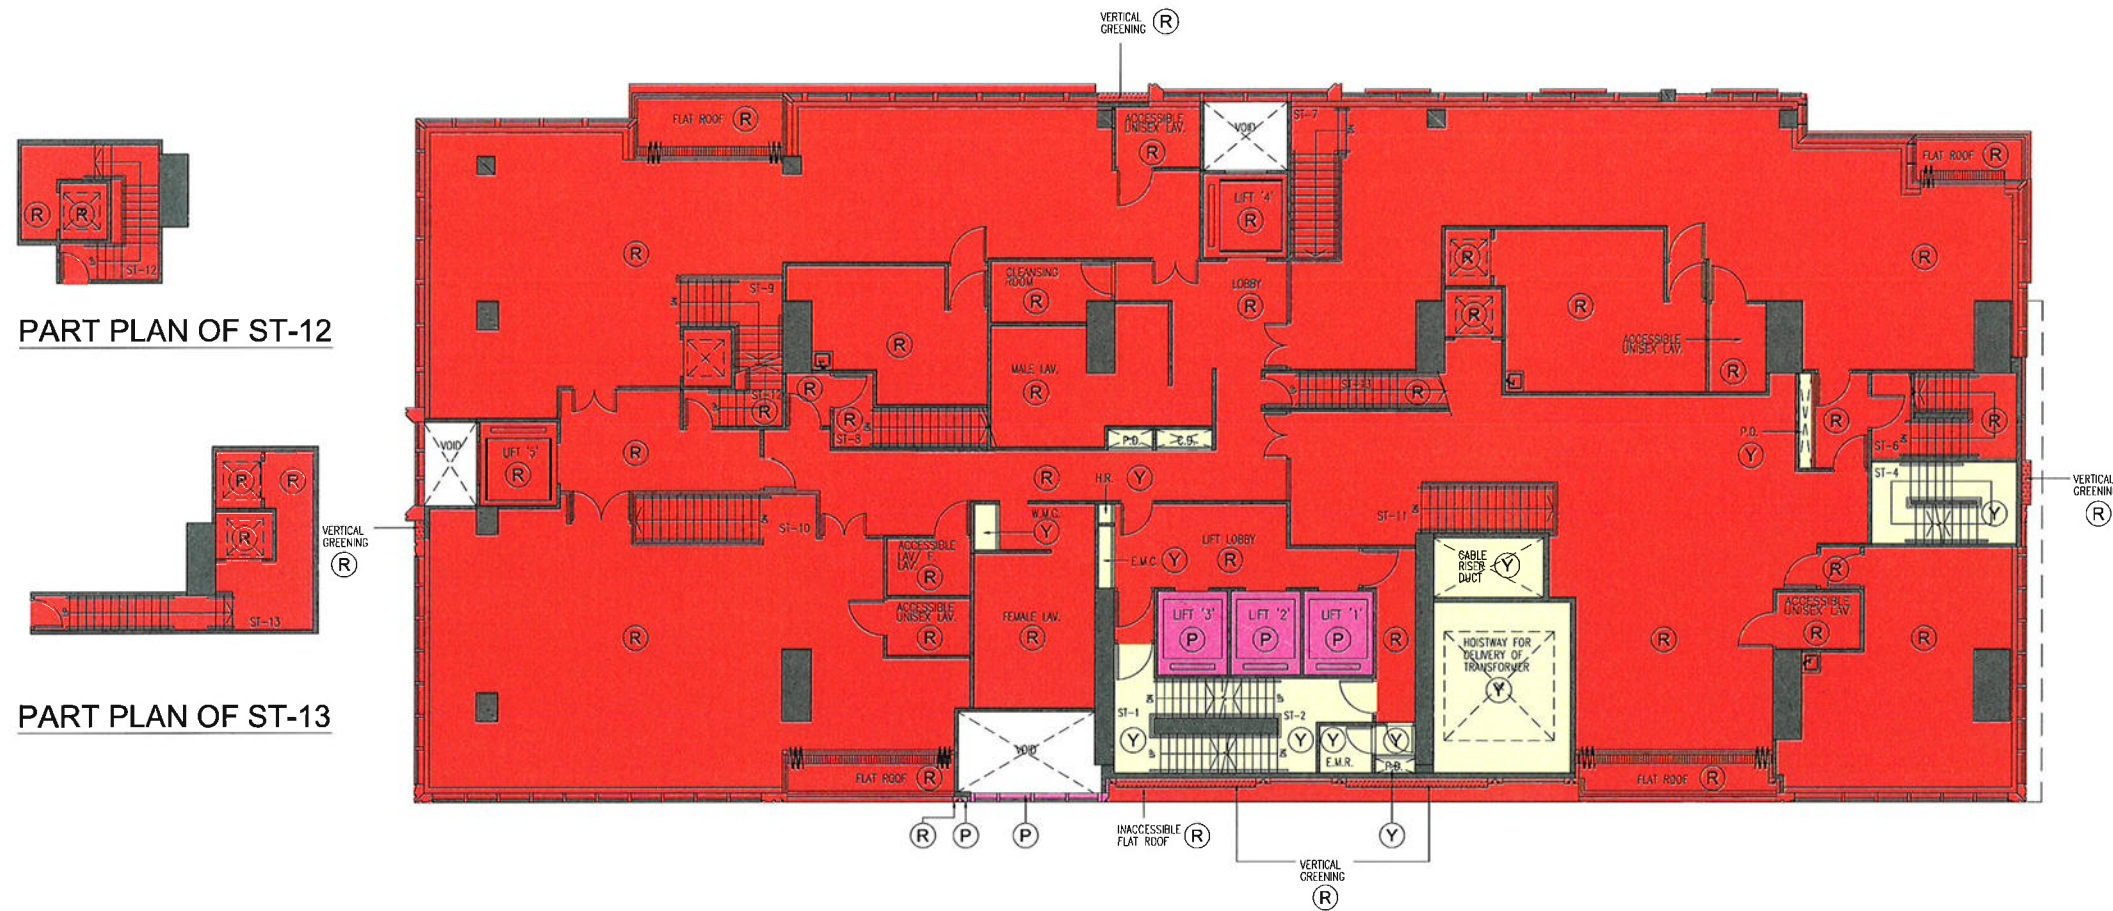 VERTICAL
GREENING
R
FLAT ROOF R
ACCESSIBLE
UNISEX LAV.
R
VOID
ST-7
FLAT ROOF R
LIFT '4'
R
R
R
ST-12
PART PLAN OF ST-12
R
R
R
R
R
CLEANSING
ROOM
R
LOBBY
R
ST-9
R
R
ACCESSIBLE
UNISEX LAV.
R
MALE LAV.
R
R
R
ST-12
R
ST-8
ST-13
R
VOID
LIFT '5'
R
R
P.D.
C.D.
P.D.
Y
R
ST-6
R
ST-4
Y
R
Y
H.R.
VERTICAL
GREENIN
R
R
R
R
ST-13
PART PLAN OF ST-13
VERTICAL
GREENING
R
ST-10
W.M.C.
Y
ST-11
LIFT LOBBY
R
E.M.C.
Y
ACCESSIBLE
LAV/ F.
LAV.
R
CABLE
RISER
DUCT
Y
R
ACCESSIBLE
UNISEX LAV.
R
FEMALE LAV.
R
R
LIFT '3'
P
LIFT '2'
P
LIFT '1'
P
R
HOISTWAY FOR
DELIVERY OF
TRANSFORMER
Y
R
ACCESSIBLE
UNISEX LAV.
R
R
ST-1
Y
ST-2
Y
Y
Y
E.M.R.
P.D.
VOID
FLAT ROOF R
FLAT ROOF R
R
P
P
INACCESSIBLE
FLAT ROOF
R
Y
VERTICAL
GREENING
R